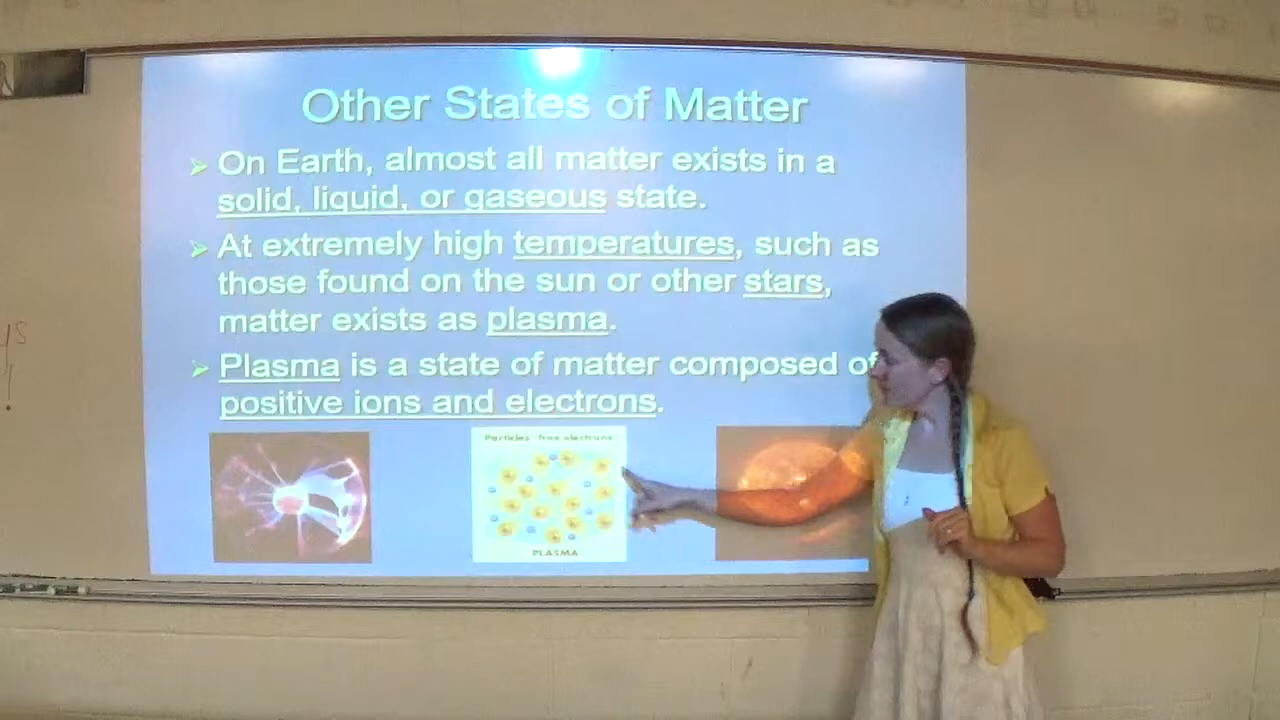 Other States of Matter
➢ On Earth, almost all matter exists in a
solid, liquid, or gaseous state.
➢ At extremely high temperatures, such as
those found on the sun or other stars,
matter exists as plasma.
➢ Plasma is a state of matter composed of
positive ions and electrons.
Particles free electrons
PLASMA